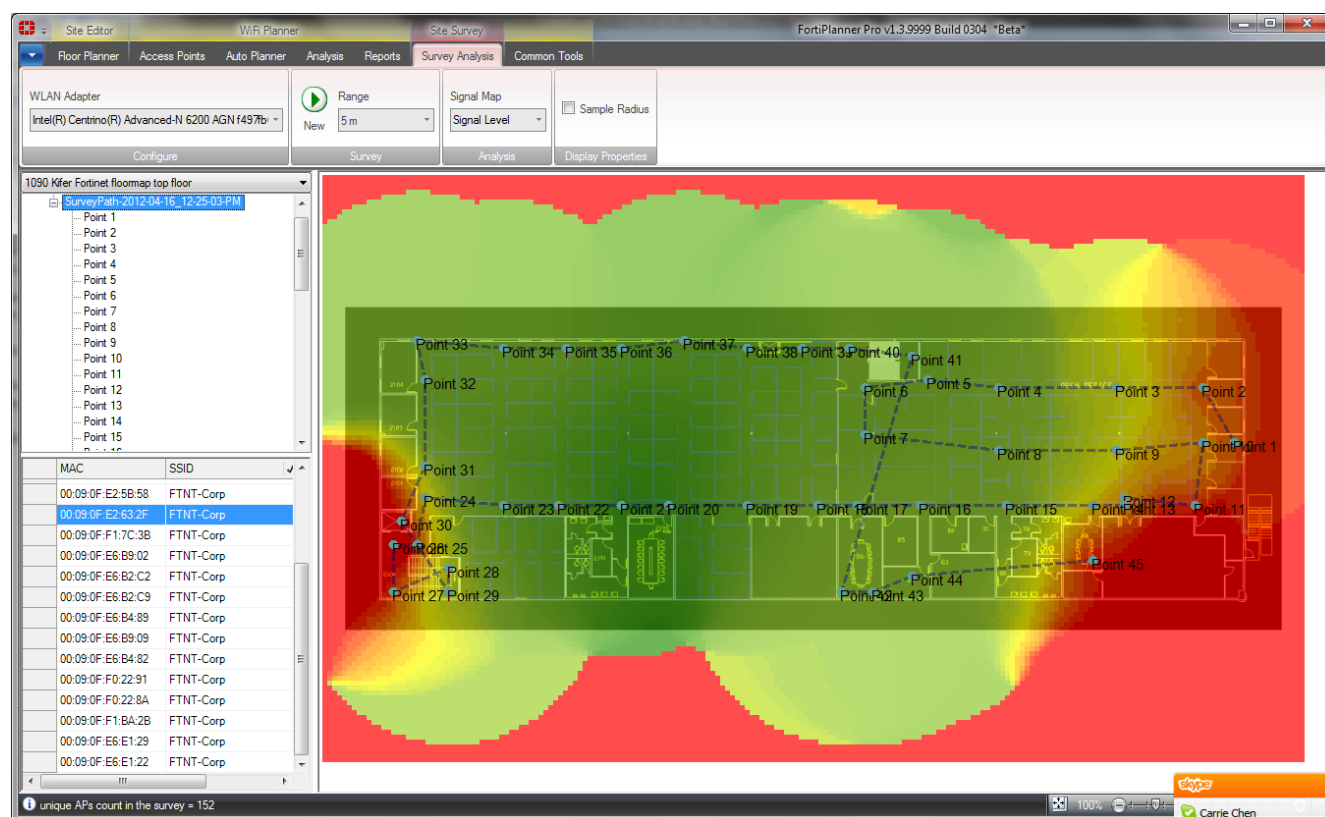 Site Editor WiFi Planner Site Survey FortiPlanner Pro v1.3.9999 Build 0304 *Beta*
Floor Planner Access Points Auto Planner Analysis Reports Survey Analysis Common Tools
WLAN Adapter Range Signal Map Sample Radius
Intel(R) Centrino(R) Advanced-N 6200 AGN New 5 m Signal Level
Configure Survey Analysis Display Properties
1090 Kifer Fortinet floormap top floor
SurveyPath-2012-04-16_12-25-03-PM
Point 1
Point 2
Point 3
Point 4
Point 5
Point 6
Point 7
Point 8
Point 9
Point 10
Point 11
Point 12
Point 13
Point 14
Point 15
MAC SSID
00:09:0F:E2:5B:58 FTNT-Corp
00:09:0F:E2:63:2F FTNT-Corp
00:09:0F:F1:7C:3B FTNT-Corp
00:09:0F:E6:B9:02 FTNT-Corp
00:09:0F:E6:B2:C2 FTNT-Corp
00:09:0F:E6:B2:C9 FTNT-Corp
00:09:0F:E6:B4:89 FTNT-Corp
00:09:0F:E6:B9:09 FTNT-Corp
00:09:0F:E6:B4:82 FTNT-Corp
00:09:0F:F0:22:91 FTNT-Corp
00:09:0F:F0:22:8A FTNT-Corp
00:09:0F:F1:BA:2B FTNT-Corp
00:09:0F:E6:E1:29 FTNT-Corp
00:09:0F:E6:E1:22 FTNT-Corp
Point 33 Point 34 Point 35 Point 36 Point 37 Point 38 Point 40 Point 41
Point 32 Point 6 Point 5 Point 4 Point 3 Point 2
Point 7 Point 8 Point 9 Point 1
Point 31
Point 24 Point 23 Point 22 Point 20 Point 19 Point 17 Point 16 Point 15 Point 12 Point 13 Point 11
Point 30
Point 25
Point 28 Point 44 Point 45
Point 27 Point 29 Point 43
unique APs count in the survey = 152 100%
skype
Carrie Chen